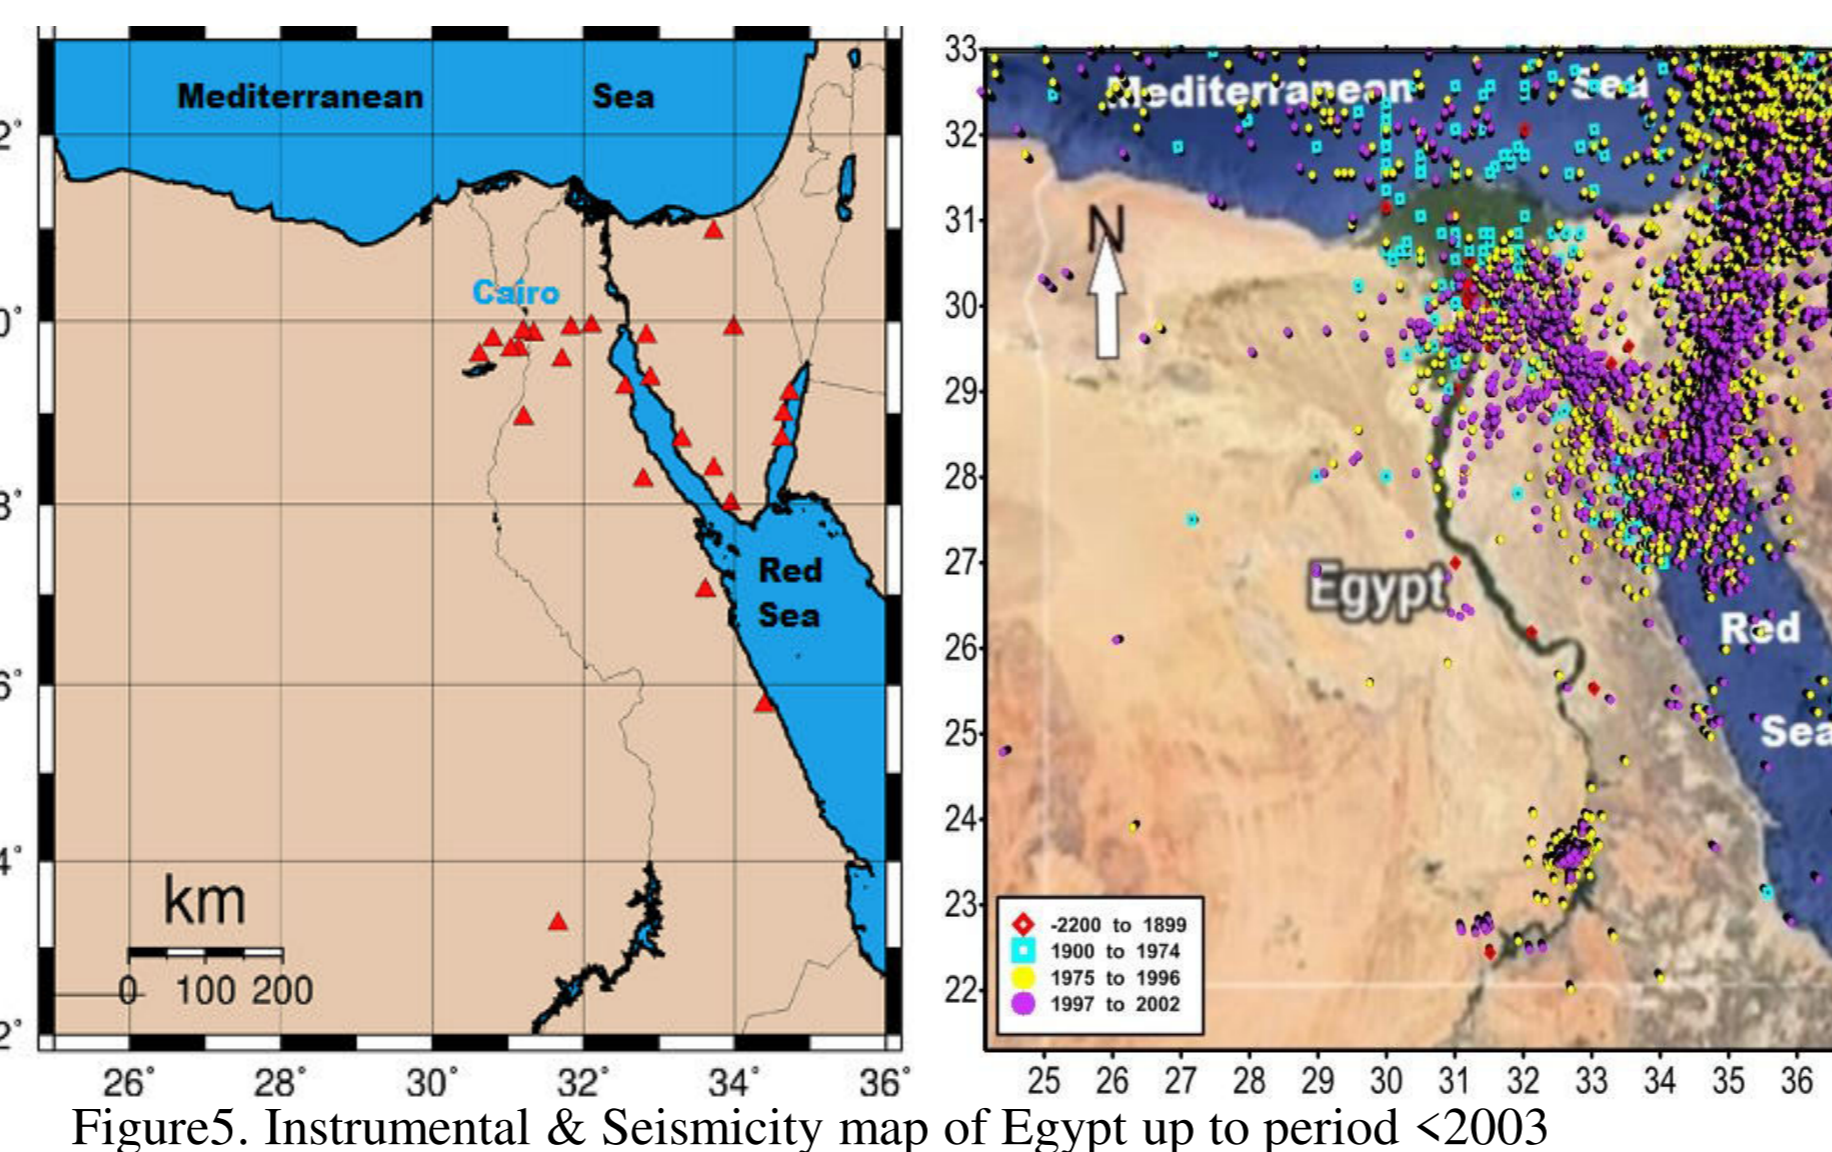 Mediterranean Sea
Cairo
Red
Sea
km
0 100 200
2°
0°
8°
6°
4°
2°
26° 28° 30° 32° 34° 36°
33
32
31
30
29
28
27
26
25
24
23
22
Mediterranean Sea
N
Egypt
Red
Sea
-2200 to 1899
1900 to 1974
1975 to 1996
1997 to 2002
25 26 27 28 29 30 31 32 33 34 35 36
Figure5. Instrumental & Seismicity map of Egypt up to period <2003